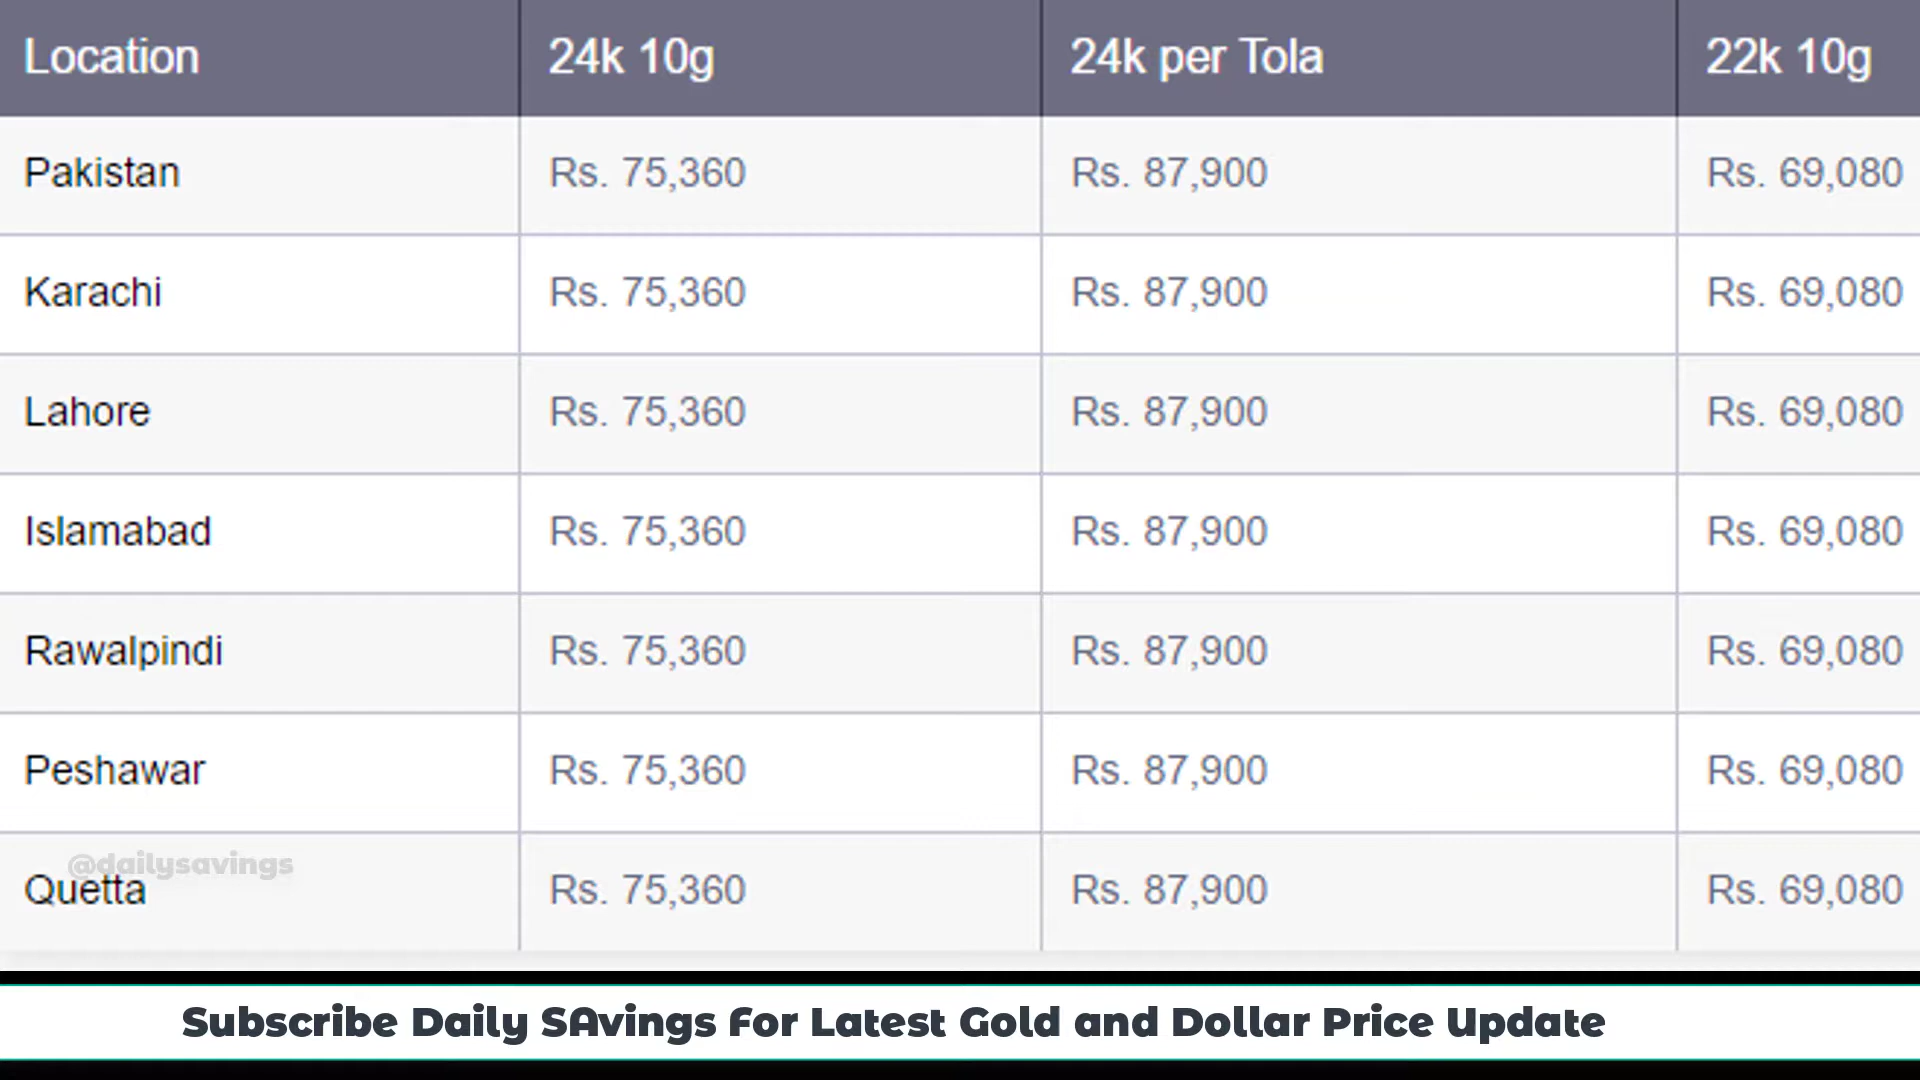 Location 24k 10g 24k per Tola 22k 10g
Pakistan Rs. 75,360 Rs. 87,900 Rs. 69,080
Karachi Rs. 75,360 Rs. 87,900 Rs. 69,080
Lahore Rs. 75,360 Rs. 87,900 Rs. 69,080
Islamabad Rs. 75,360 Rs. 87,900 Rs. 69,080
Rawalpindi Rs. 75,360 Rs. 87,900 Rs. 69,080
Peshawar Rs. 75,360 Rs. 87,900 Rs. 69,080
@dailysavings
Quetta Rs. 75,360 Rs. 87,900 Rs. 69,080
Subscribe Daily SAvings For Latest Gold and Dollar Price Update